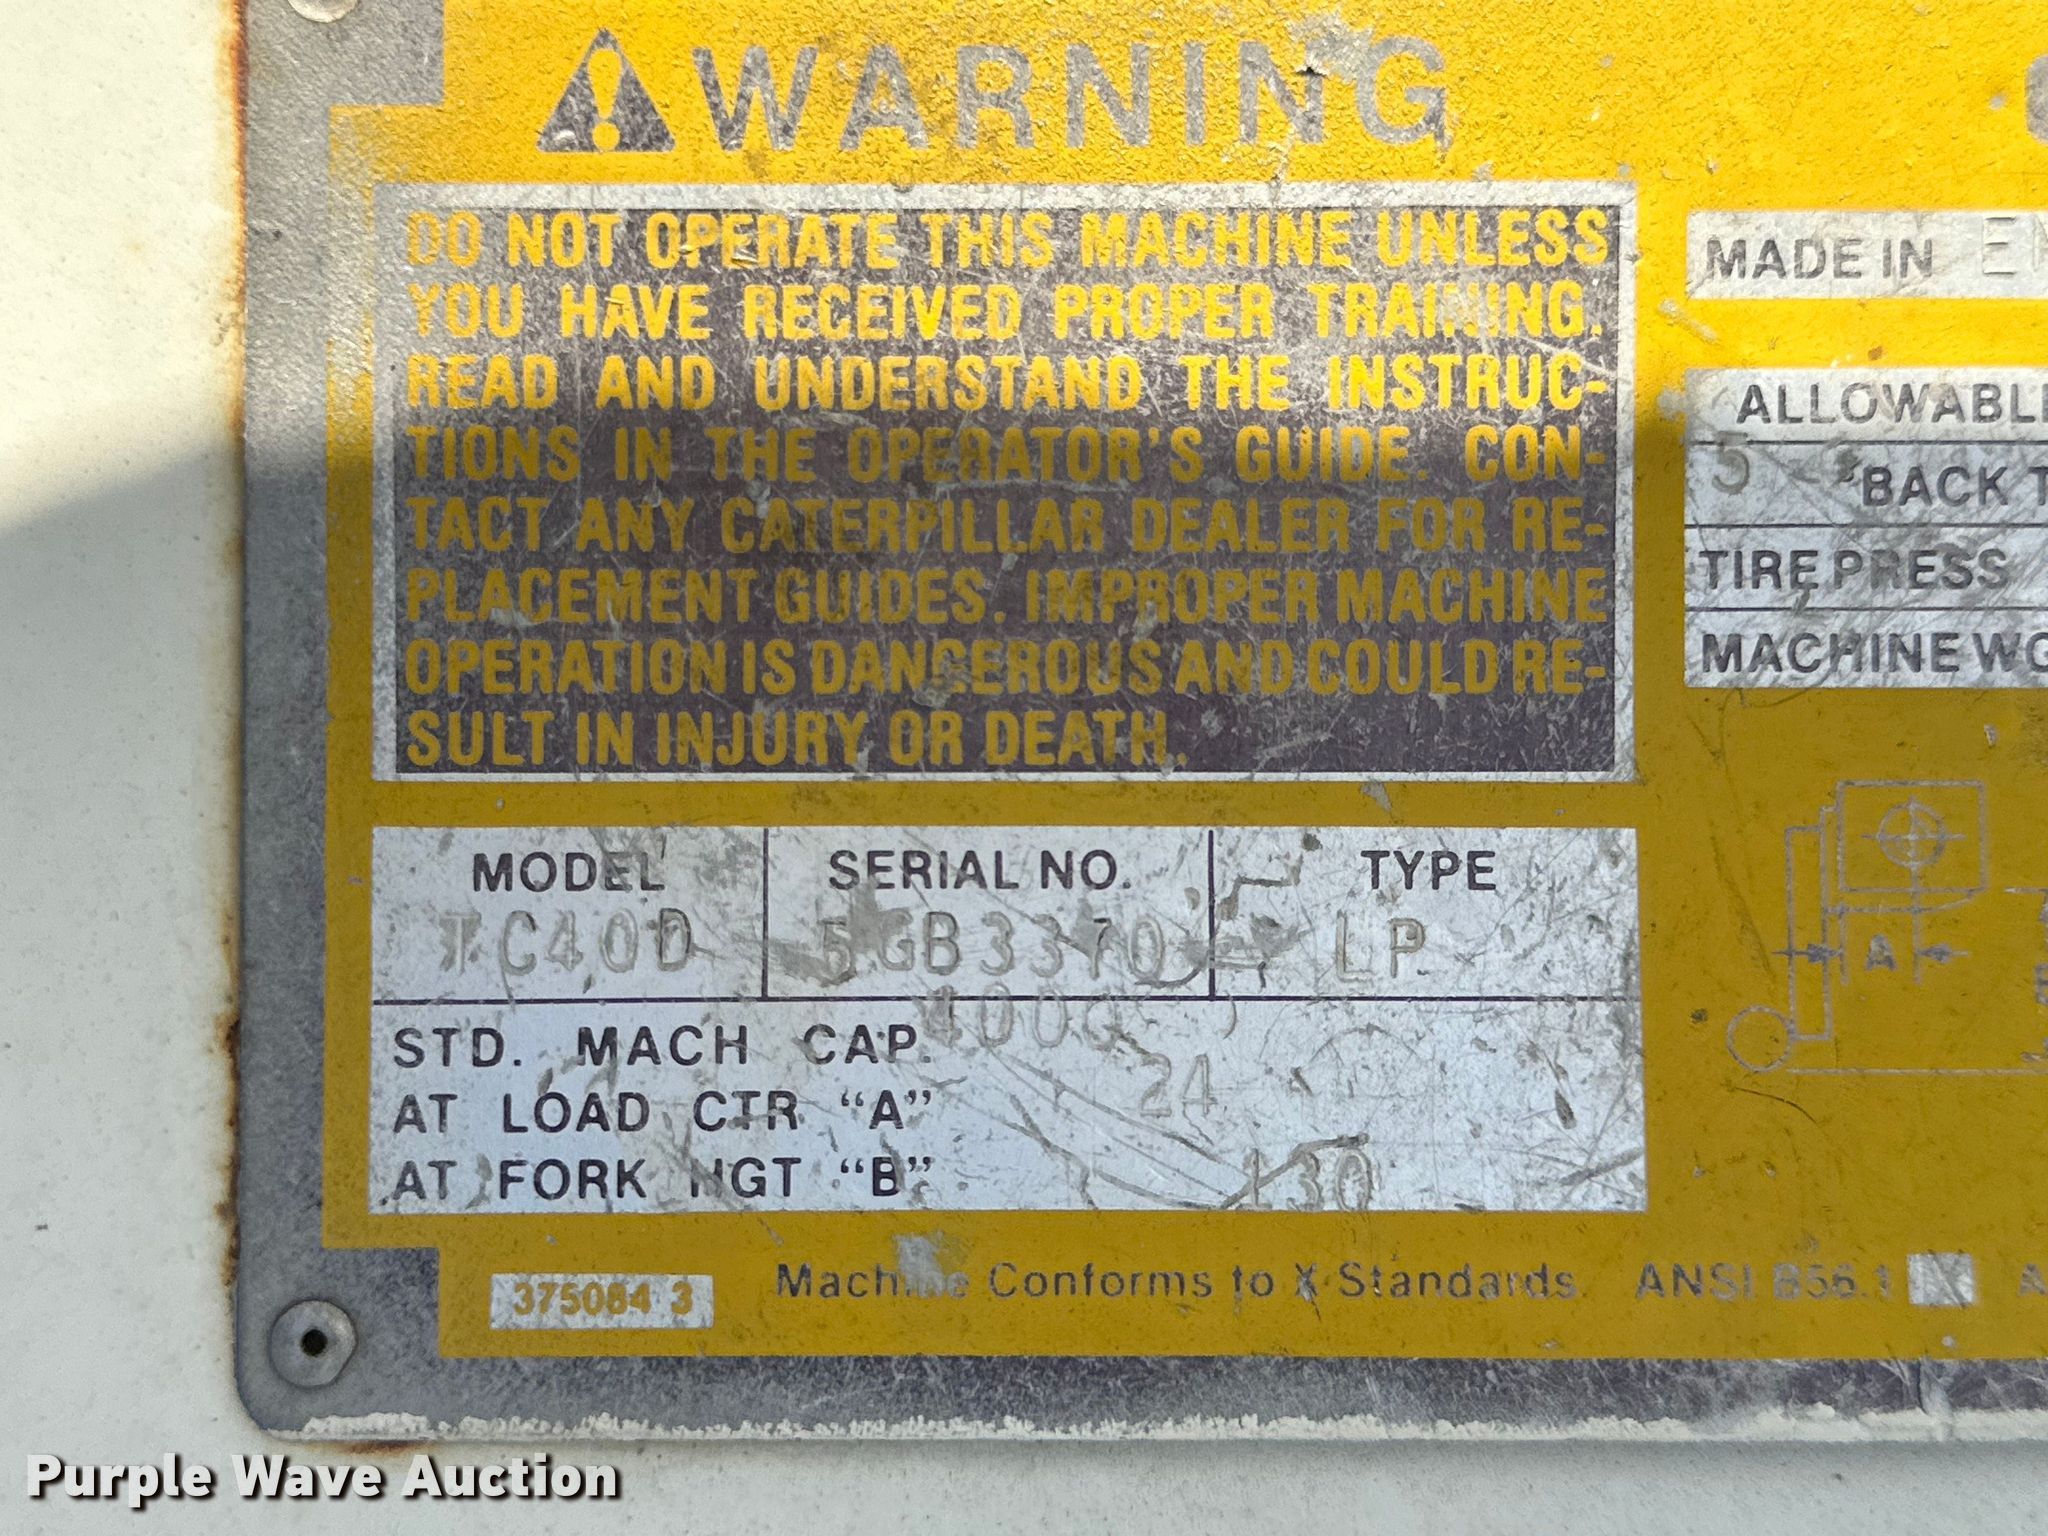 WARNING
DO NOT OPERATE THIS MACHINE UNLESS
YOU HAVE RECEIVED PROPER TRAINING.
READ AND UNDERSTAND THE INSTRUC-
TIONS IN THE OPERATOR'S GUIDE. CON-
TACT ANY CATERPILLAR DEALER FOR RE-
PLACEMENT GUIDES. IMPROPER MACHINE
OPERATION IS DANGEROUS AND COULD RE-
SULT IN INJURY OR DEATH.
MADE IN
ALLOWABL
5 BACK T
TIRE PRESS
MACHINE WG
MODEL SERIAL NO. TYPE
TC40D 5GB3370 LP
STD. MACH CAP. 4000
AT LOAD CTR “A” 24
AT FORK HGT “B” 130
A
375084 3
Machine Conforms to X Standards. ANSI B56.1
Purple Wave Auction